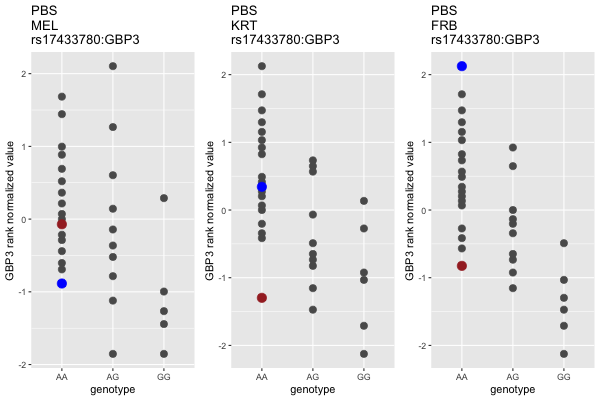 PBS
MEL
rs17433780:GBP3
GBP3 rank normalized value
2
1
0
-1
-2
AA
AG
GG
genotype
PBS
KRT
rs17433780:GBP3
GBP3 rank normalized value
2
1
0
-1
-2
AA
AG
GG
genotype
PBS
FRB
rs17433780:GBP3
GBP3 rank normalized value
2
1
0
-1
-2
AA
AG
GG
genotype